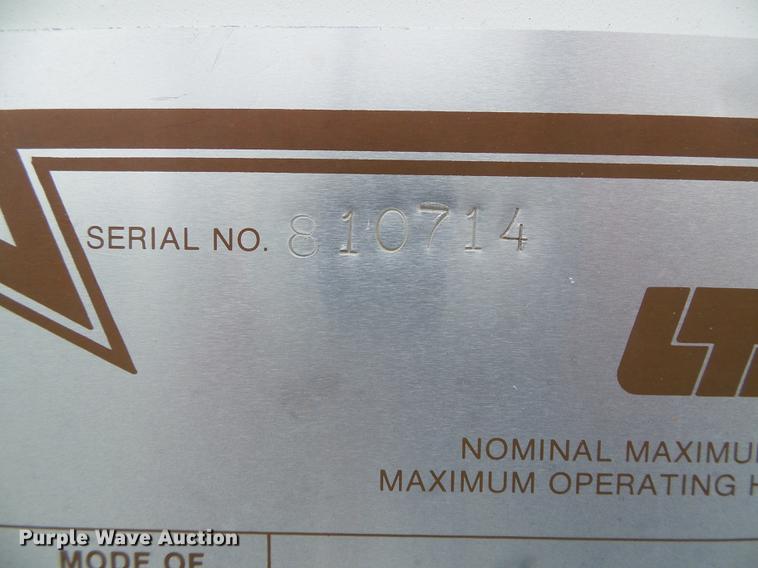 SERIAL NO. 810714
NOMINAL MAXIMUM
MAXIMUM OPERATING
MODE OF
Purple Wave Auction